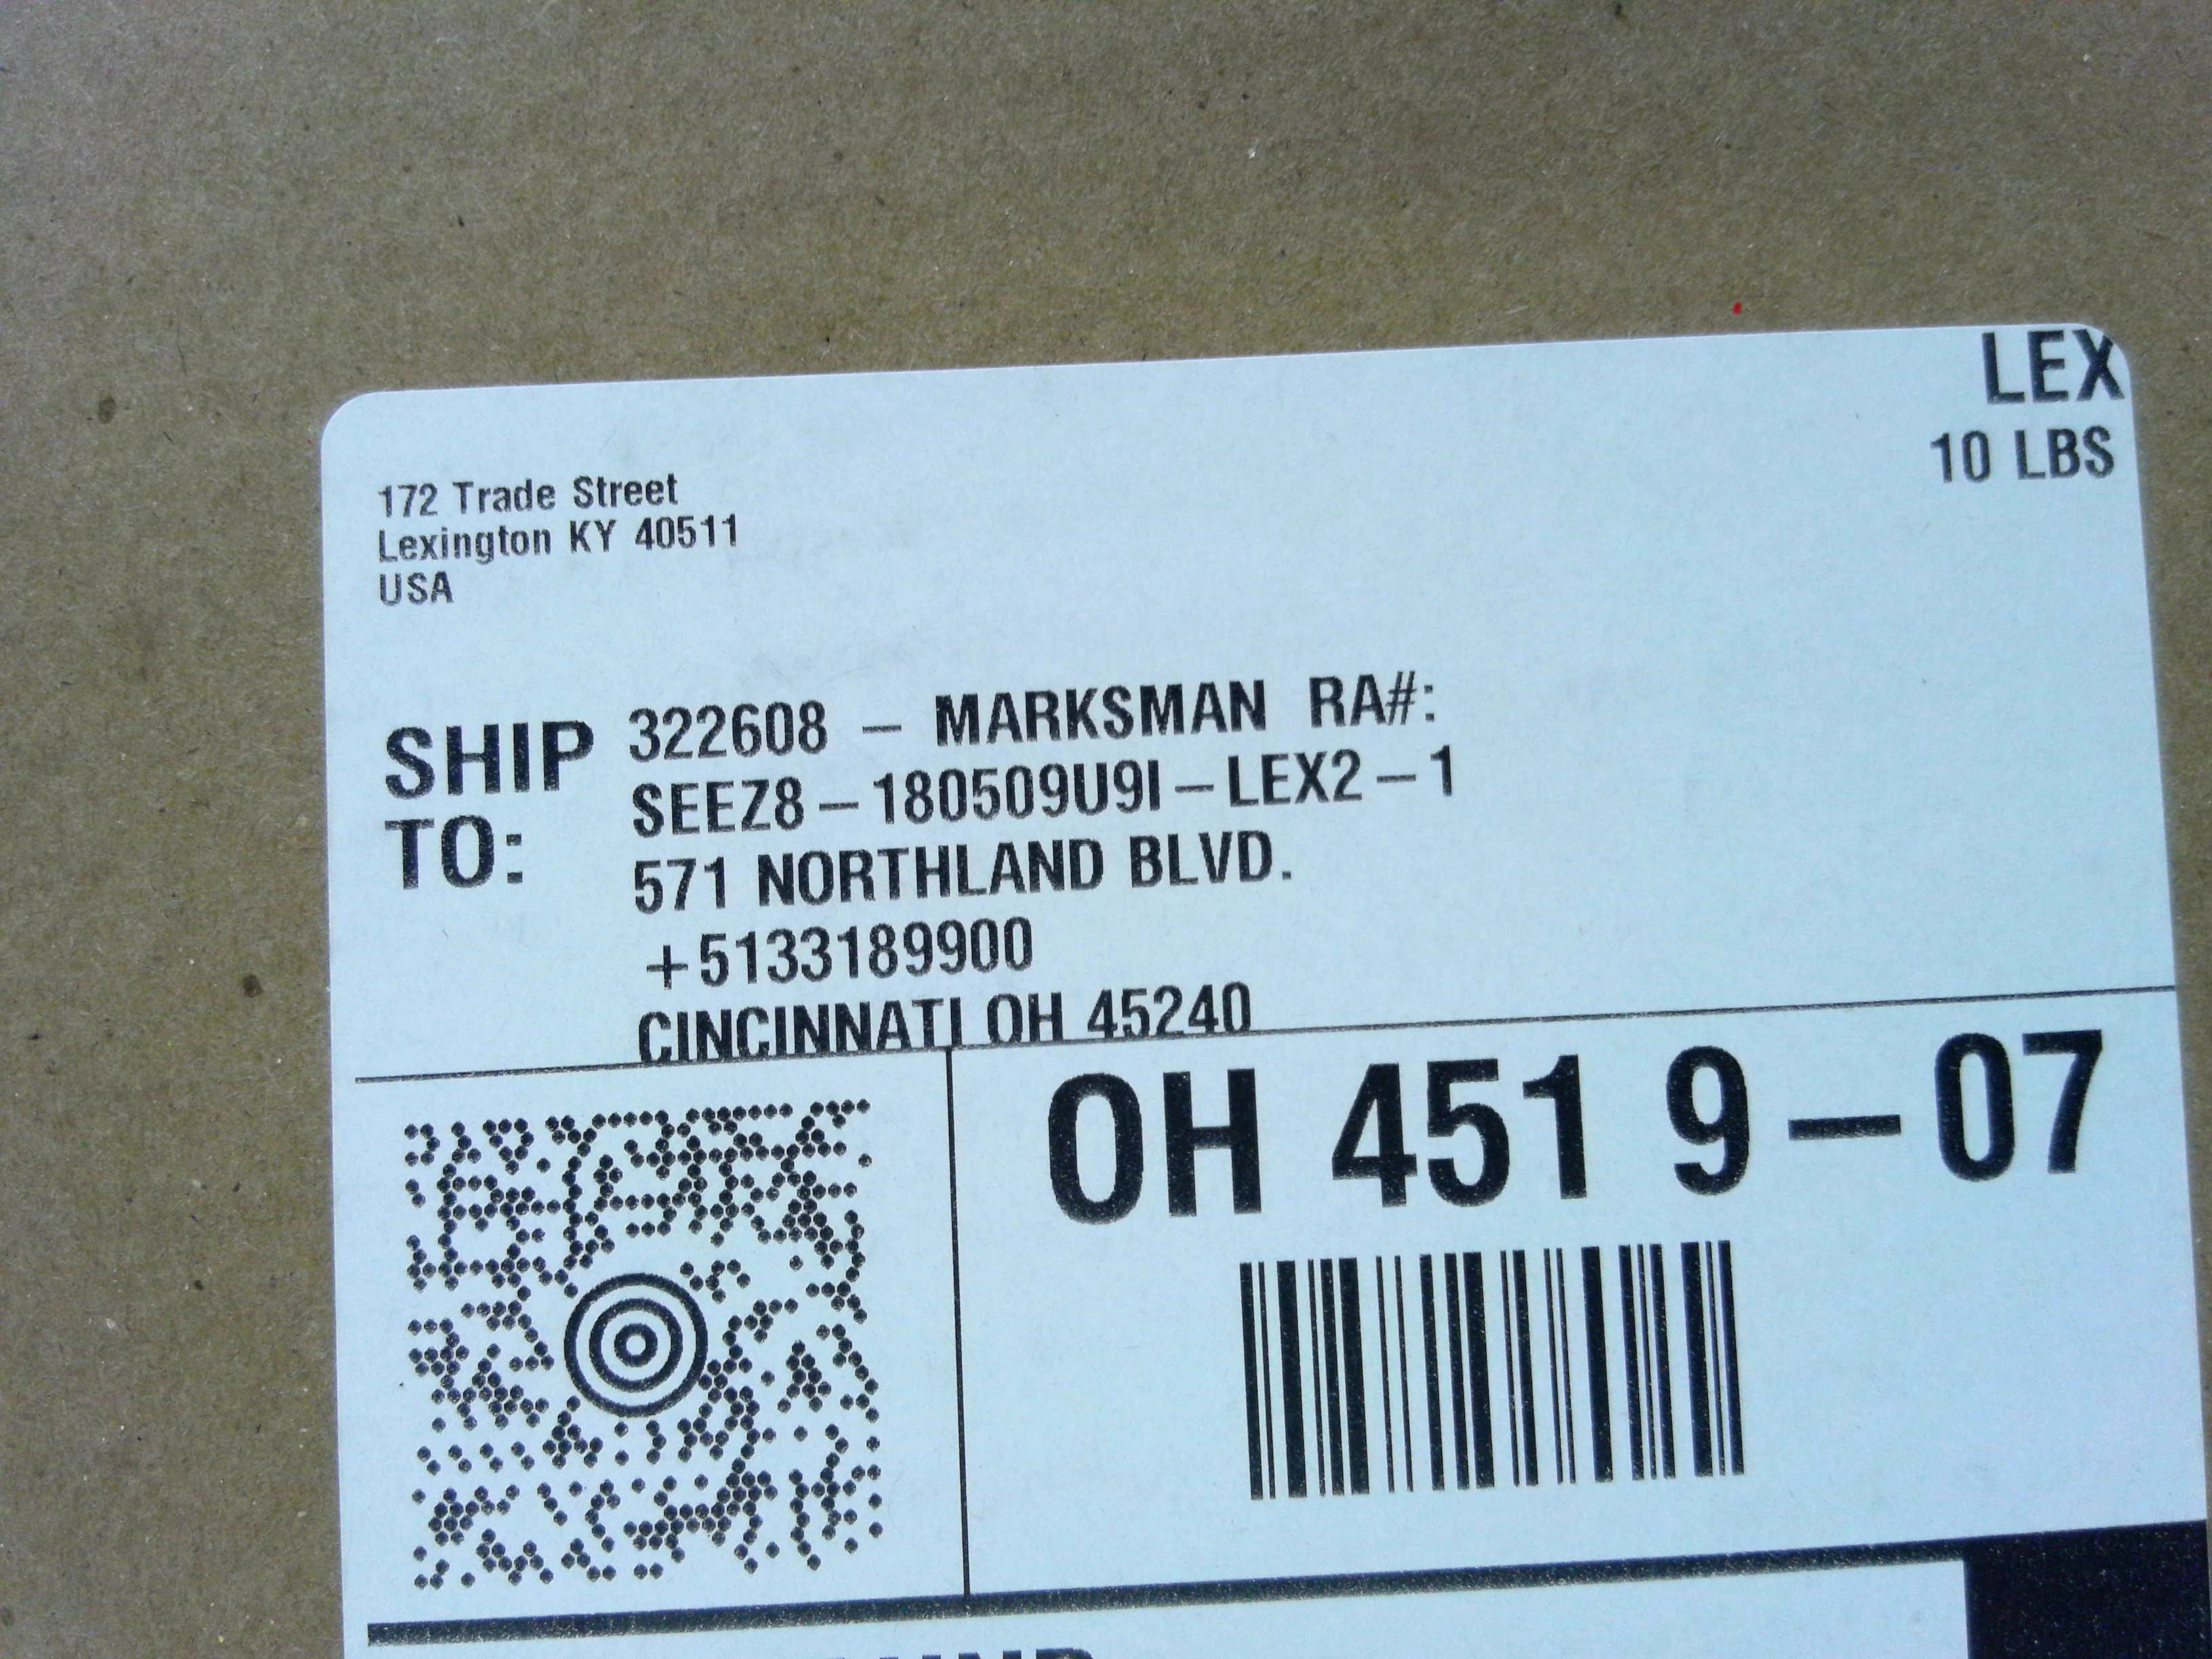 LEX
10 LBS
172 Trade Street
Lexington KY 40511
USA
SHIP TO:
322608 – MARKSMAN RA#:
SEEZ8–180509U9I–LEX2–1
571 NORTHLAND BLVD.
+5133189900
CINCINNATI OH 45240
OH 451 9–07